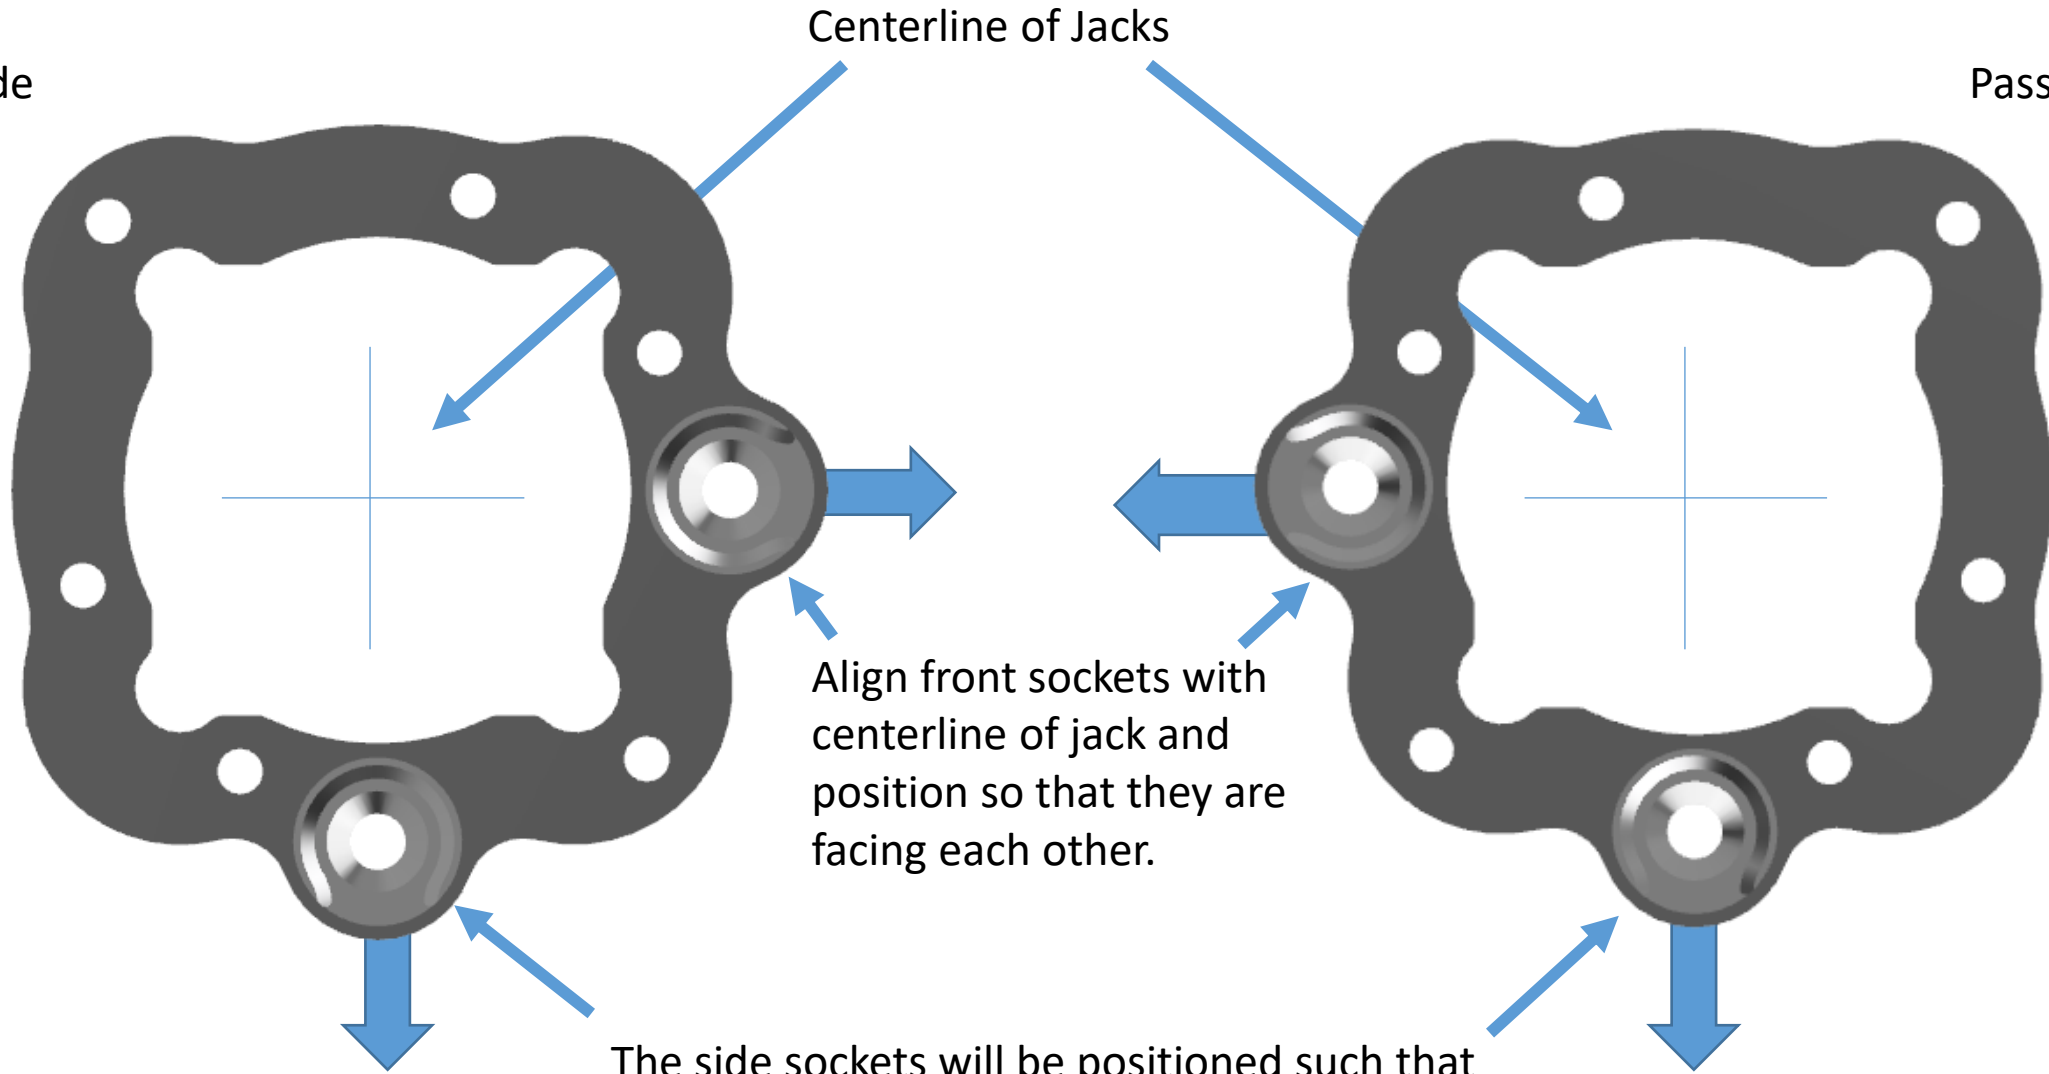 Centerline of Jacks
de
Pass
Align front sockets with
centerline of jack and
position so that they are
facing each other.
The side sockets will be positioned such that